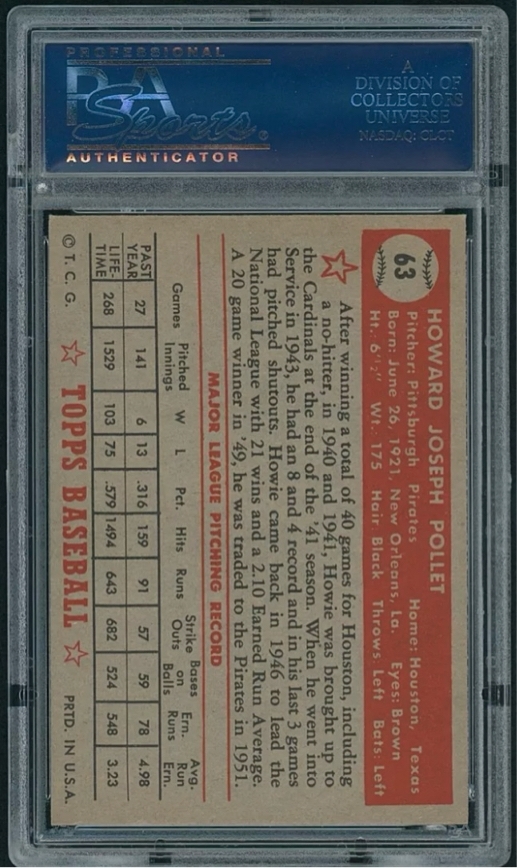 PROFESSIONAL
PSA
Sports
AUTHENTICATOR
A
DIVISION OF
COLLECTORS
UNIVERSE
NASDAQ: CLCT
63
HOWARD JOSEPH POLLET
Pitcher: Pittsburgh Pirates Home: Houston, Texas
Born: June 26, 1921, New Orleans, La. Eyes: Brown
Ht.: 6'½" Wt.: 175 Hair Black Throws: Left Bats: Left
After winning a total of 40 games for Houston, including
a no-hitter, in 1940 and 1941, Howie was brought up to
the Cardinals at the end of the '41 season. When he went into
Service in 1943, he had an 8 and 4 record and in his last 3 games
had pitched shutouts. Howie came back in 1946 to lead the
National League with 21 wins and a 2.10 Earned Run Average.
A 20 game winner in '49, he was traded to the Pirates in 1951.
MAJOR LEAGUE PITCHING RECORD
Games Pitched Innings W L Pct. Hits Runs Strike Outs Bases on Balls Ern. Runs Avg. Run Ern.
PAST YEAR 27 141 6 13 .316 159 91 57 59 78 4.98
LIFE-TIME 268 1529 103 75 .579 1494 643 682 524 548 3.23
© T. C. G. TOPPS BASEBALL PRTD. IN U.S.A.